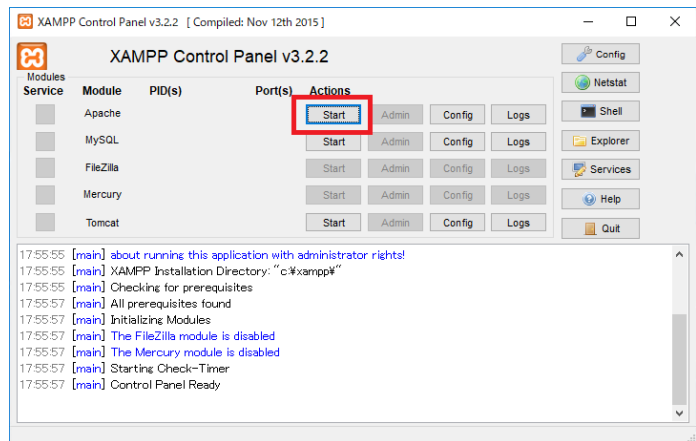 XAMPP Control Panel v3.2.2 [ Compiled: Nov 12th 2015 ]
XAMPP Control Panel v3.2.2
Config
Modules
Service Module PID(s) Port(s) Actions
Netstat
Apache Start Admin Config Logs
Shell
MySQL Start Admin Config Logs
Explorer
FileZilla Start Admin Config Logs
Services
Mercury Start Admin Config Logs
Help
Tomcat Start Admin Config Logs
Quit
17:55:55 [main] about running this application with administrator rights!
17:55:55 [main] XAMPP Installation Directory: "c:¥xampp¥"
17:55:55 [main] Checking for prerequisites
17:55:57 [main] All prerequisites found
17:55:57 [main] Initializing Modules
17:55:57 [main] The FileZilla module is disabled
17:55:57 [main] The Mercury module is disabled
17:55:57 [main] Starting Check-Timer
17:55:57 [main] Control Panel Ready